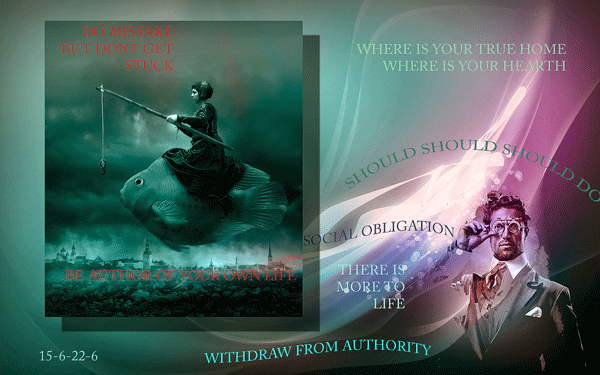 DO MISTAKE
BUT DONT GET
STUCK
WHERE IS YOUR TRUE HOME
WHERE IS YOUR HEARTH
SHOULD SHOULD SHOULD DO
SOCIAL OBLIGATION
BE AUTHOR OF YOUR OWN LIFE
THERE IS
MORE TO
LIFE
WITHDRAW FROM AUTHORITY
15-6-22-6